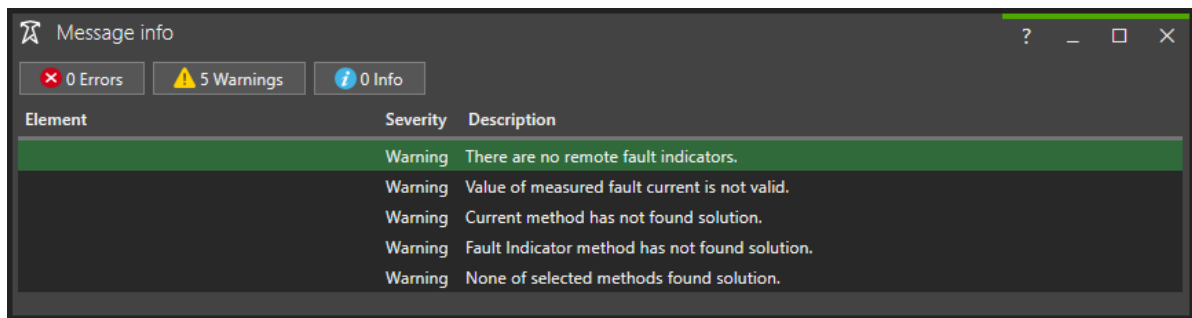 Message info
0 Errors 5 Warnings 0 Info
Element Severity Description
Warning There are no remote fault indicators.
Warning Value of measured fault current is not valid.
Warning Current method has not found solution.
Warning Fault Indicator method has not found solution.
Warning None of selected methods found solution.